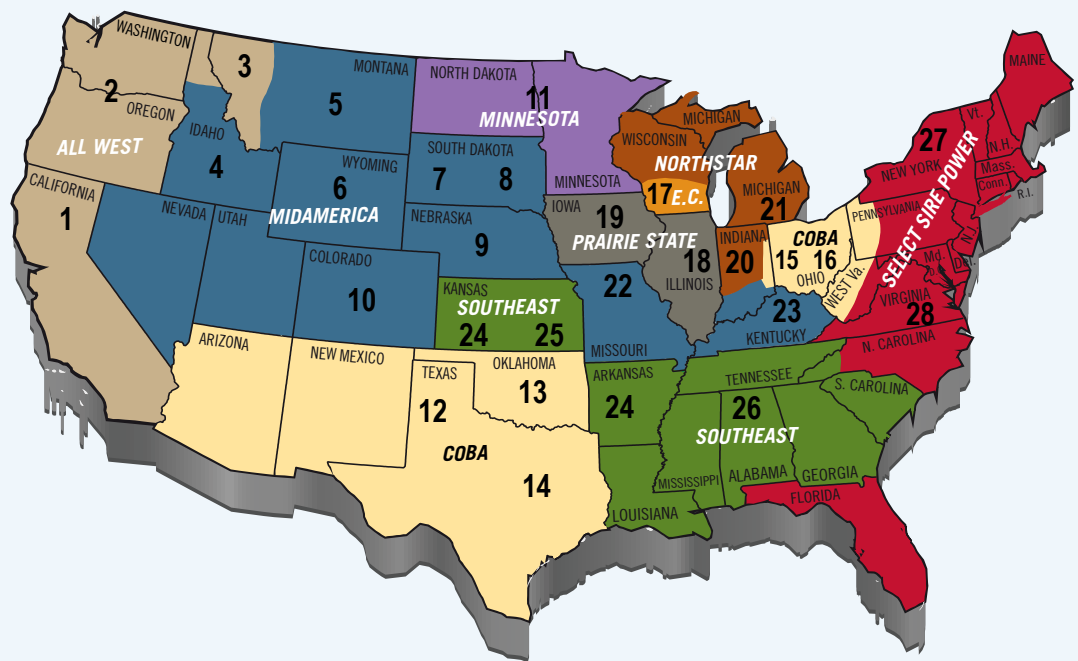 WASHINGTON
2
OREGON
ALL WEST
CALIFORNIA
1
3
MONTANA
5
IDAHO
4
WYOMING
6
MIDAMERICA
NEVADA
UTAH
COLORADO
10
NORTH DAKOTA
11
MINNESOTA
MINNESOTA
SOUTH DAKOTA
7
8
NEBRASKA
9
KANSAS
SOUTHEAST
24
25
ARIZONA
NEW MEXICO
TEXAS
12
OKLAHOMA
13
COBA
14
IOWA
19
PRAIRIE STATE
18
ILLINOIS
22
MISSOURI
ARKANSAS
24
LOUISIANA
MICHIGAN
WISCONSIN
NORTHSTAR
17 E.C.
MICHIGAN
21
INDIANA
20
COBA
15
16
OHIO
WEST Va.
PENNSYLVANIA
23
KENTUCKY
TENNESSEE
26
SOUTHEAST
MISSISSIPPI
ALABAMA
GEORGIA
S. CAROLINA
N. CAROLINA
FLORIDA
VIRGINIA
28
SELECT SIRE POWER
27
NEW YORK
MAINE
Vt.
N.H.
Mass.
Conn.
R.I.
N.J.
Md.
Del.